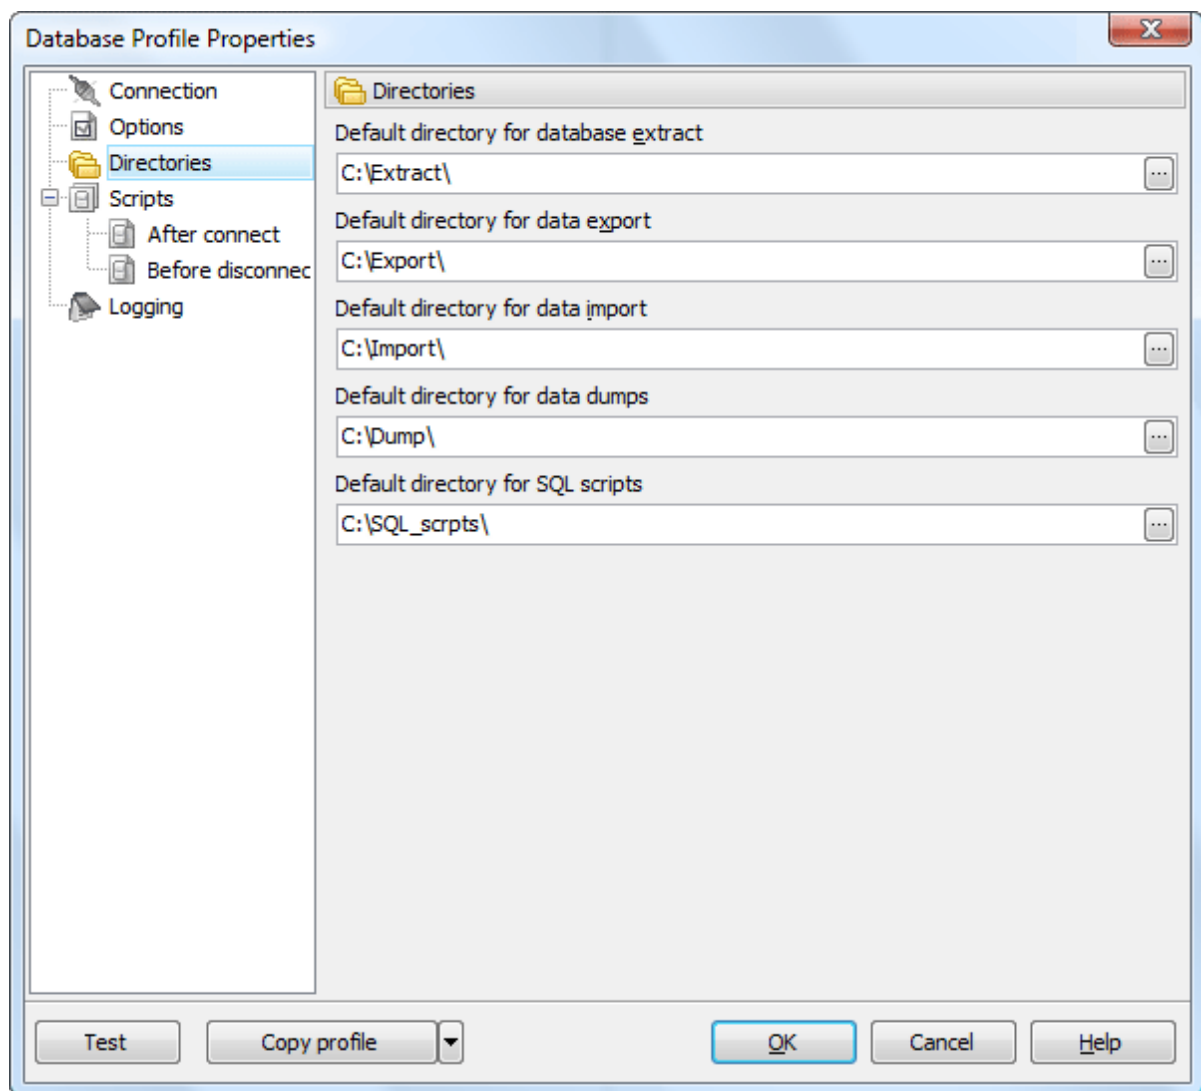 Database Profile Properties
Connection
Options
Directories
Scripts
After connect
Before disconnec
Logging
Directories
Default directory for database extract
C:\Extract\
...
Default directory for data export
C:\Export\
...
Default directory for data import
C:\Import\
...
Default directory for data dumps
C:\Dump\
...
Default directory for SQL scripts
C:\SQL_scrpts\
...
Test
Copy profile
OK
Cancel
Help